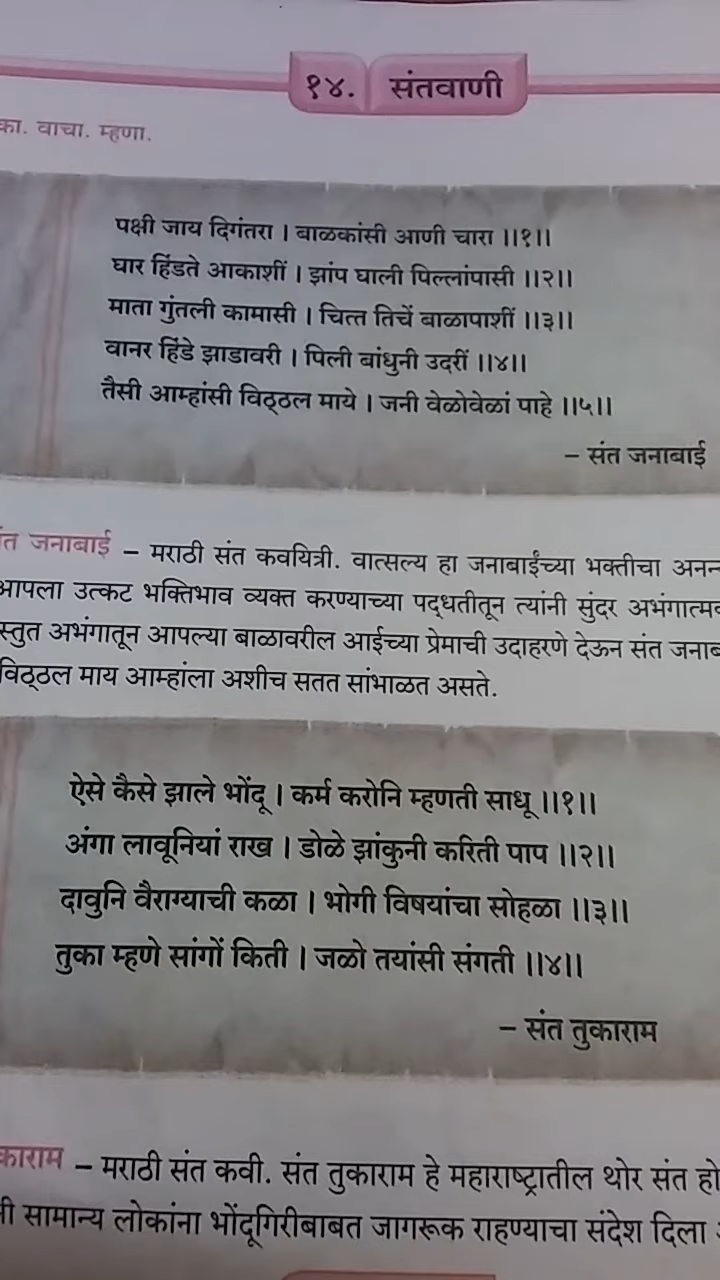 १४. संतवाणी
का. वाचा. म्हणा.
पक्षी जाय दिगंतरा । बाळकांसी आणी चारा ।।१।।
घार हिंडते आकाशीं । झांप घाली पिल्लांपासी ।।२।।
माता गुंतली कामासी । चित्त तिचें बाळापाशीं ।।३।।
वानर हिंडे झाडावरी । पिली बांधुनी उदरीं ।।४।।
तैसी आम्हांसी विठ्ठल माये । जनी वेळोवेळां पाहे ।।५।।
– संत जनाबाई
त जनाबाई – मराठी संत कवयित्री. वात्सल्य हा जनाबाईंच्या भक्तीचा अनन
आपला उत्कट भक्तिभाव व्यक्त करण्याच्या पद्धतीतून त्यांनी सुंदर अभंगात्म
स्तुत अभंगातून आपल्या बाळावरील आईच्या प्रेमाची उदाहरणे देऊन संत जनाब
विठ्ठल माय आम्हांला अशीच सतत सांभाळत असते.
ऐसे कैसे झाले भोंदू । कर्म करोनि म्हणती साधू ।।१।।
अंगा लावूनियां राख । डोळे झांकुनी करिती पाप ।।२।।
दावुनि वैराग्याची कळा । भोगी विषयांचा सोहळा ।।३।।
तुका म्हणे सांगों किती । जळो तयांसी संगती ।।४।।
– संत तुकाराम
काराम – मराठी संत कवी. संत तुकाराम हे महाराष्ट्रातील थोर संत हो
नी सामान्य लोकांना भोंदूगिरीबाबत जागरूक राहण्याचा संदेश दिला